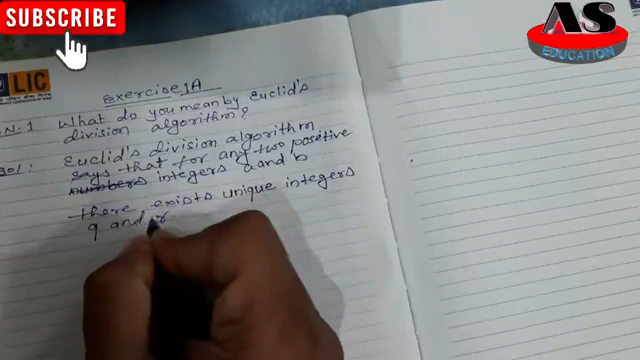 SUBSCRIBE
LIC
AS
EDUCATION
Exercise 1A
Q.N. 1 What do you mean by Euclid's
division algorithm?
Sol: Euclid's division algorithm
says that for any two positive
numbers integers a and b
there exists unique integers
q and r